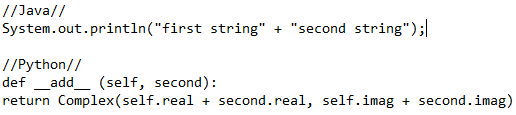 //Java//
System.out.println("first string" + "second string");
//Python//
def __add__ (self, second):
return Complex(self.real + second.real, self.imag + second.imag)